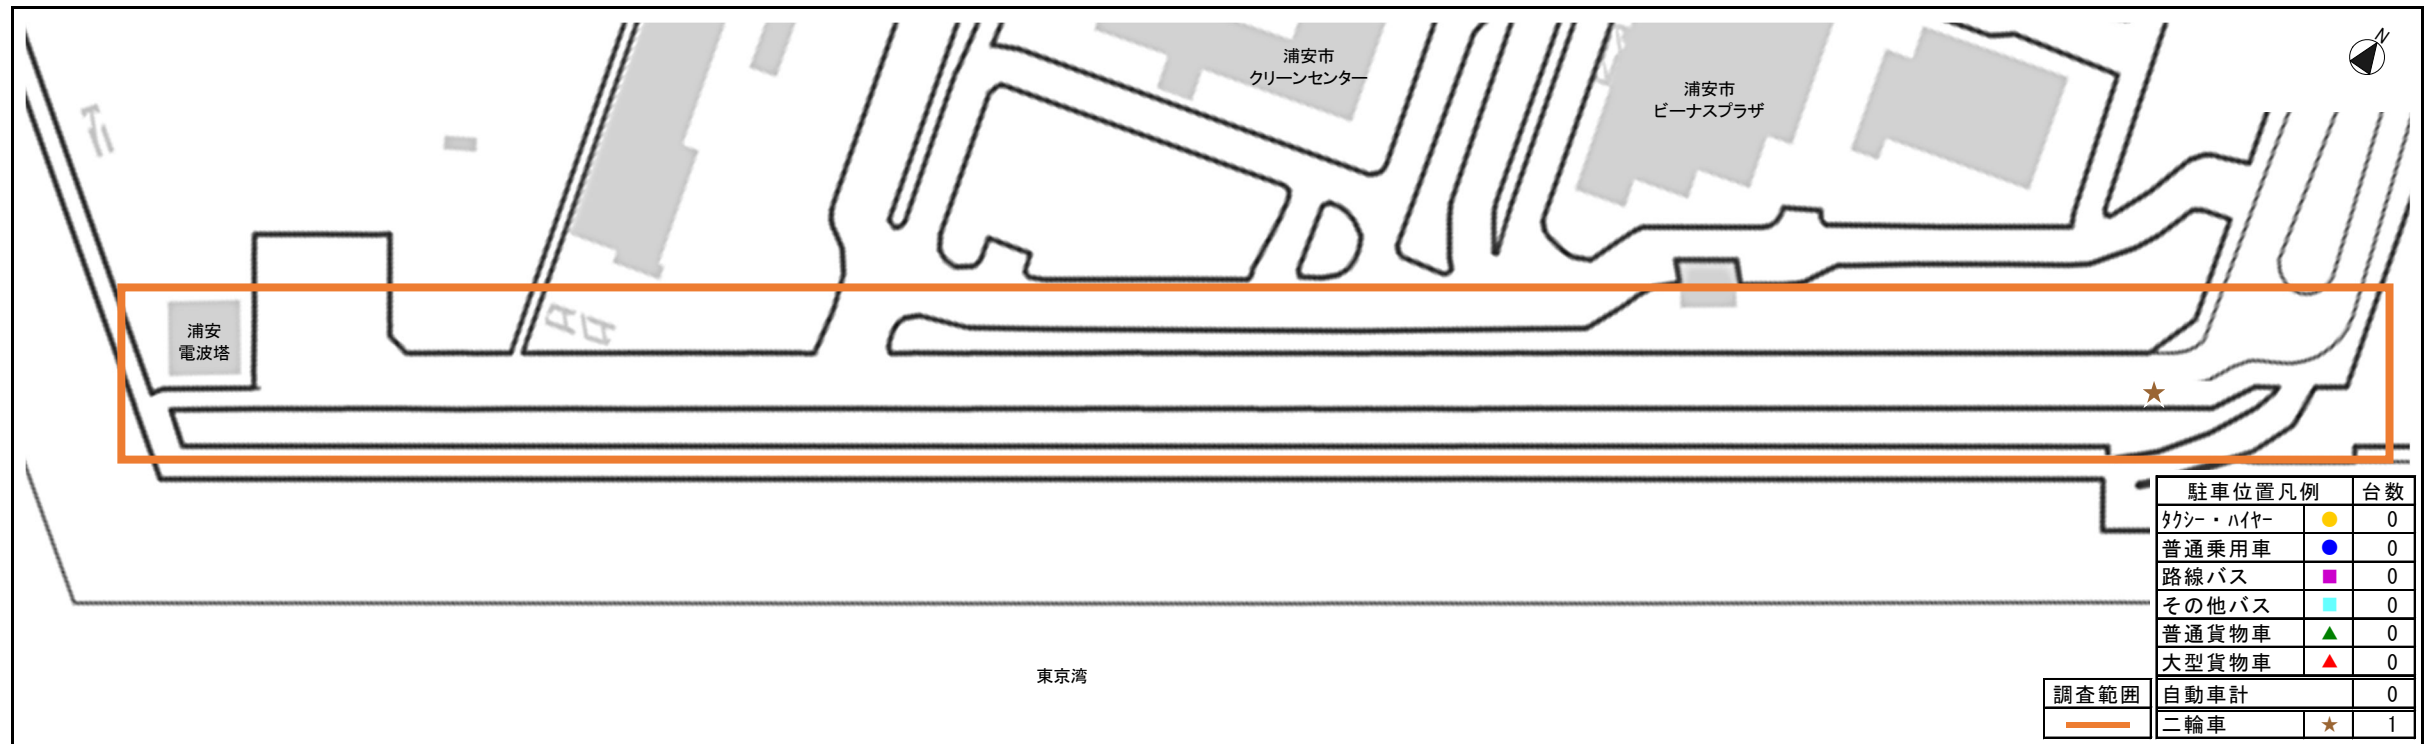 N
浦安市
クリーンセンター
浦安市
ビーナスプラザ
浦安
電波塔
東京湾
駐車位置凡例 台数
ﾀｸｼｰ・ﾊｲﾔｰ 0
普通乗用車 0
路線バス 0
その他バス 0
普通貨物車 0
大型貨物車 0
調査範囲 自動車計 0
二輪車 ★ 1